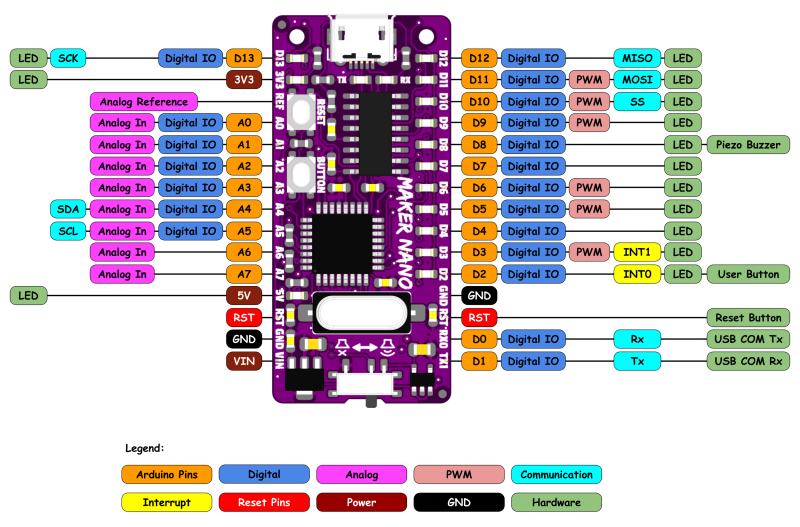 LED SCK Digital IO D13
LED 3V3
Analog Reference
Analog In Digital IO A0
Analog In Digital IO A1
Analog In Digital IO A2
Analog In Digital IO A3
SDA Analog In Digital IO A4
SCL Analog In Digital IO A5
Analog In A6
Analog In A7
LED 5V
RST
GND
VIN
D13
3V3
REF
A0
A1
A2
A3
A4
A5
A6
A7
5V
RST
GND
VIN
TX
RX
RESET
BUTTON
MAKER NANO
D12
D11
D10
D9
D8
D7
D6
D5
D4
D3
D2
GND
RST
RX0
TX1
D12 Digital IO MISO LED
D11 Digital IO PWM MOSI LED
D10 Digital IO PWM SS LED
D9 Digital IO PWM LED
D8 Digital IO LED Piezo Buzzer
D7 Digital IO LED
D6 Digital IO PWM LED
D5 Digital IO PWM LED
D4 Digital IO LED
D3 Digital IO PWM INT1 LED
D2 Digital IO INT0 LED User Button
GND
RST Reset Button
D0 Digital IO Rx USB COM Tx
D1 Digital IO Tx USB COM Rx
Legend:
Arduino Pins Digital Analog PWM Communication
Interrupt Reset Pins Power GND Hardware